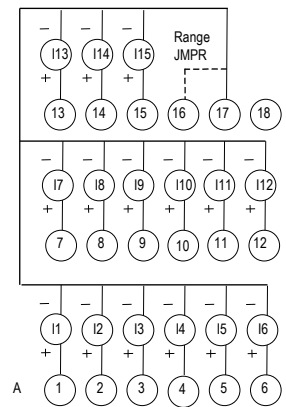 − − − Range
I13 I14 I15 JMPR
+ + +
13 14 15 16 17 18
− − − − − −
I7 I8 I9 I10 I11 I12
+ + + + + +
7 8 9 10 11 12
− − − − − −
I1 I2 I3 I4 I5 I6
+ + + + + +
A 1 2 3 4 5 6